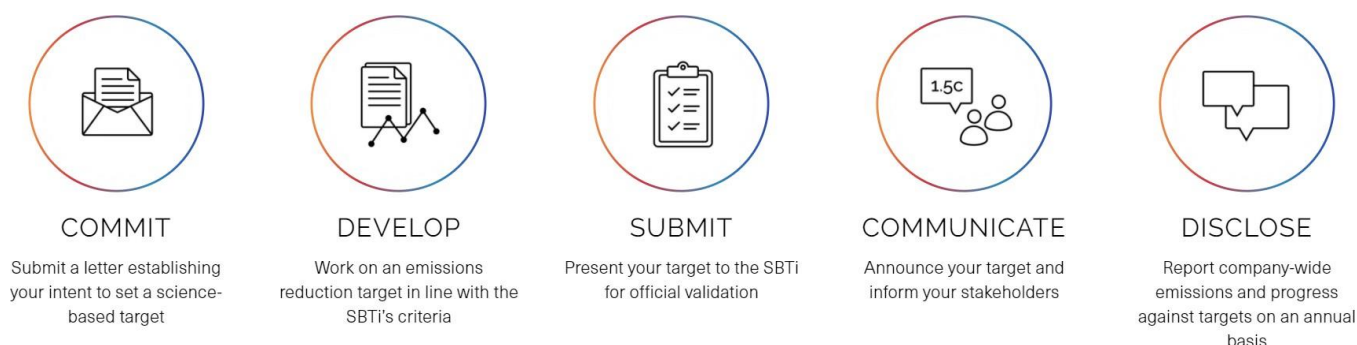 1.5c
COMMIT
Submit a letter establishing
your intent to set a science-
based target
DEVELOP
Work on an emissions
reduction target in line with the
SBTi's criteria
SUBMIT
Present your target to the SBTi
for official validation
COMMUNICATE
Announce your target and
inform your stakeholders
DISCLOSE
Report company-wide
emissions and progress
against targets on an annual
basis